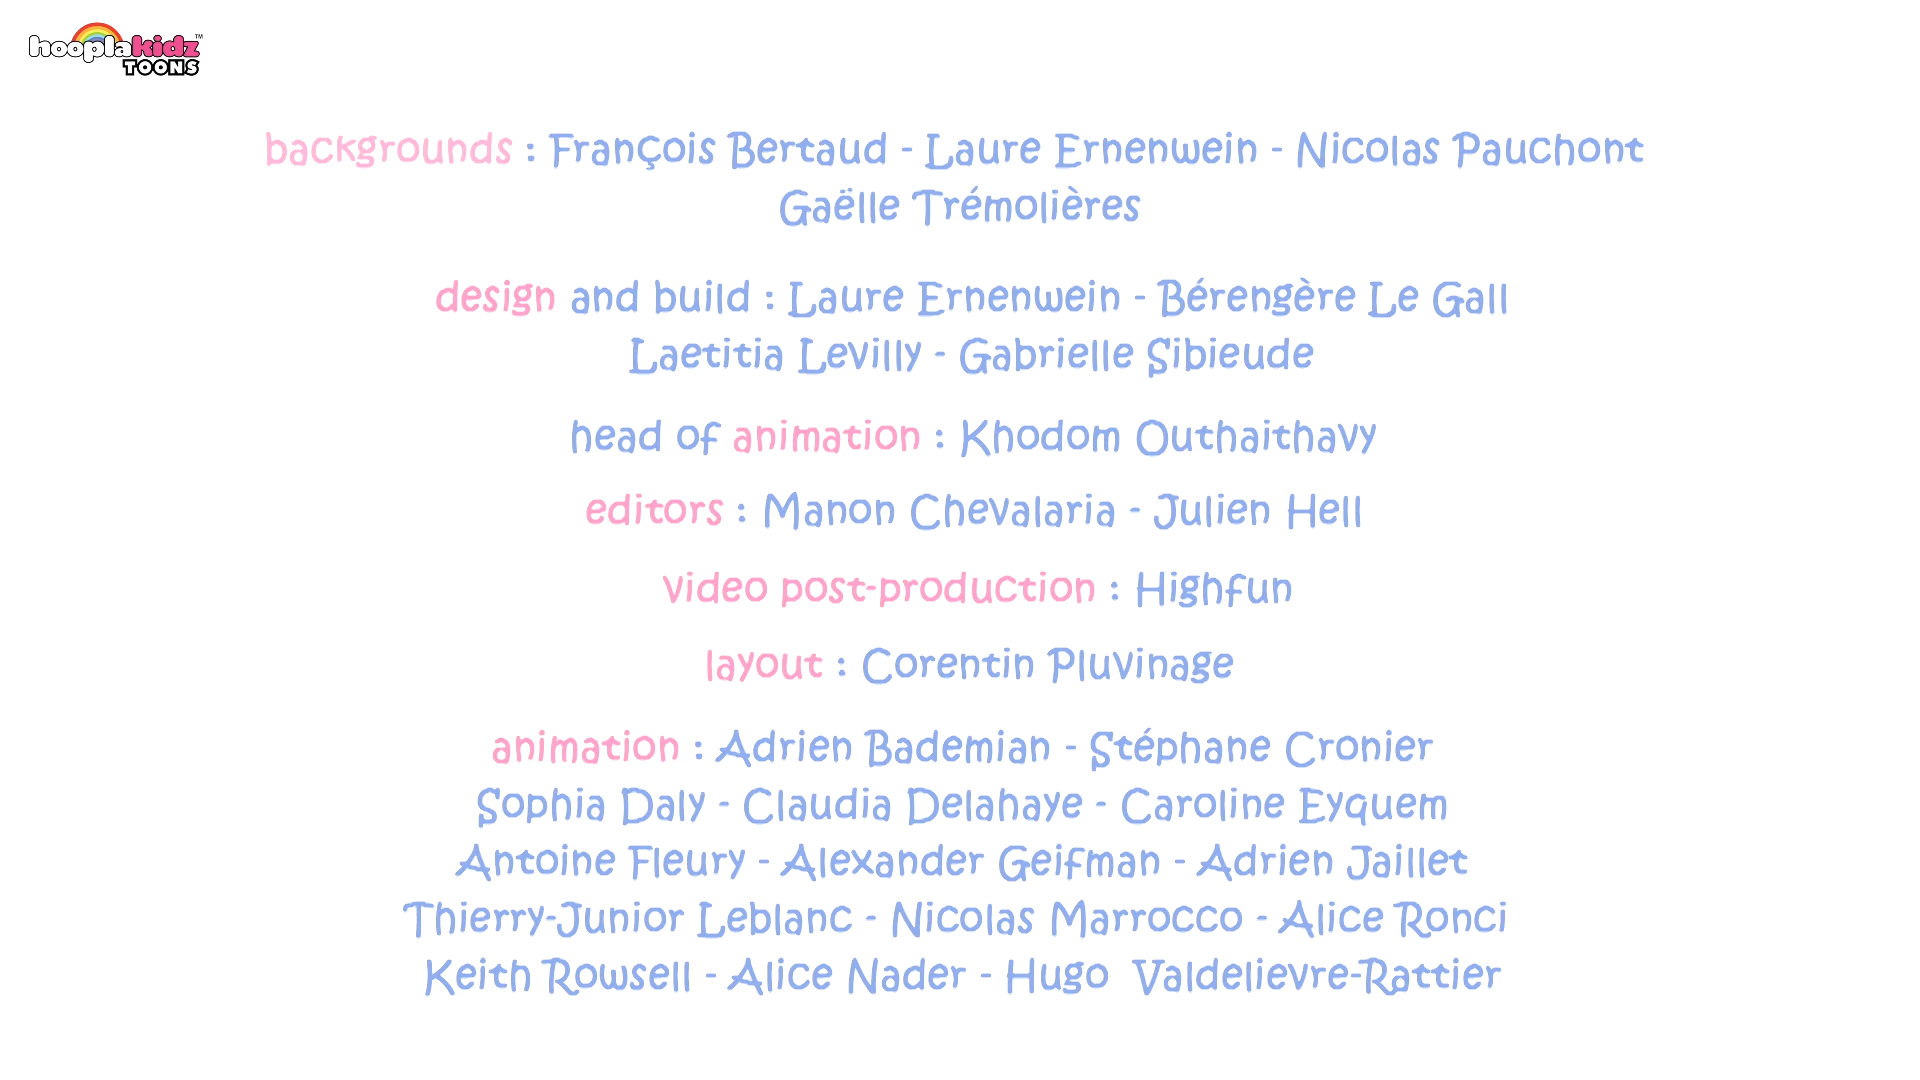 hooplakidz™
TOONS
backgrounds : François Bertaud - Laure Ernenwein - Nicolas Pauchont
Gaëlle Trémolières
design and build : Laure Ernenwein - Bérengère Le Gall
Laetitia Levilly - Gabrielle Sibieude
head of animation : Khodom Outhaithavy
editors : Manon Chevalaria - Julien Hell
video post-production : Highfun
layout : Corentin Pluvinage
animation : Adrien Bademian - Stéphane Cronier
Sophia Daly - Claudia Delahaye - Caroline Eyquem
Antoine Fleury - Alexander Geifman - Adrien Jaillet
Thierry-Junior Leblanc - Nicolas Marrocco - Alice Ronci
Keith Rowsell - Alice Nader - Hugo Valdelievre-Rattier